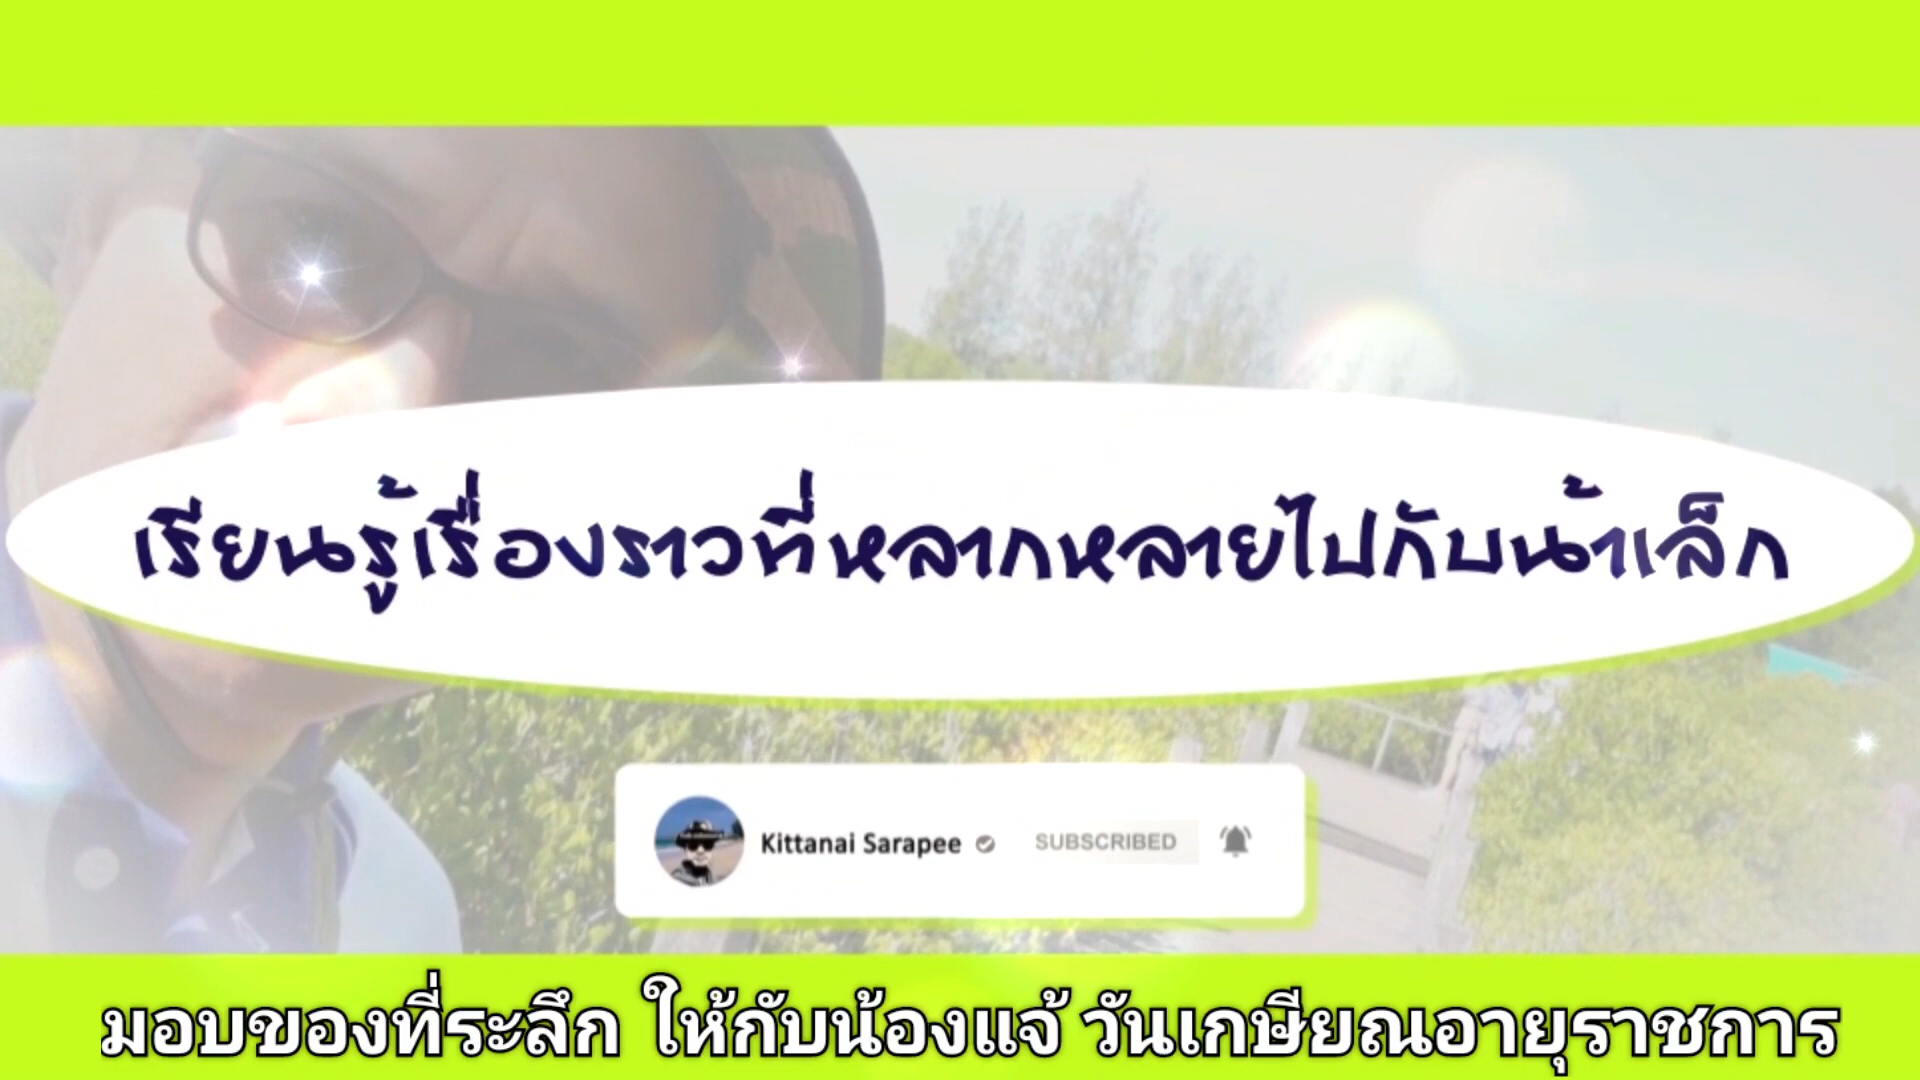 เรียนรู้เรื่องราวที่หลากหลายไปกับน้าเล็ก
Kittanai Sarapee SUBSCRIBED
มอบของที่ระลึก ให้กับน้องแจ้ วันเกษียณอายุราชการ